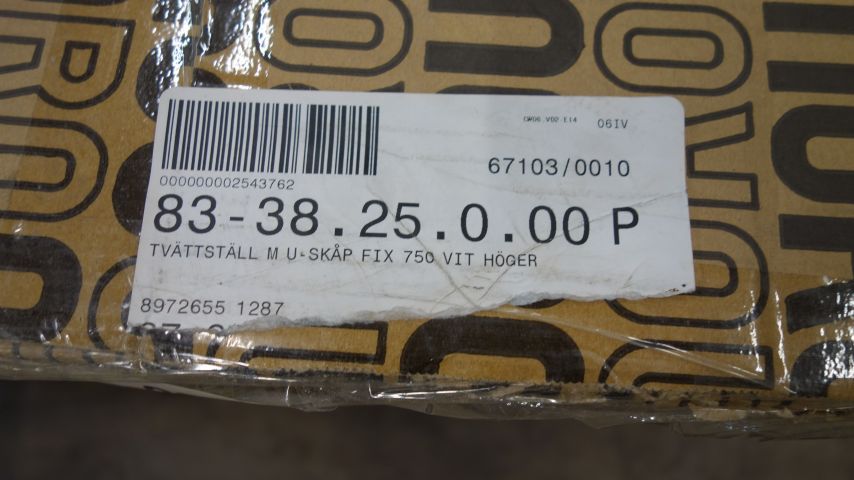 CW06 V02 E14 06IV
67103/0010
000000002543762
83-38.25.0.00 P
TVÄTTSTÄLL M U-SKÅP FIX 750 VIT HÖGER
8972655 1287